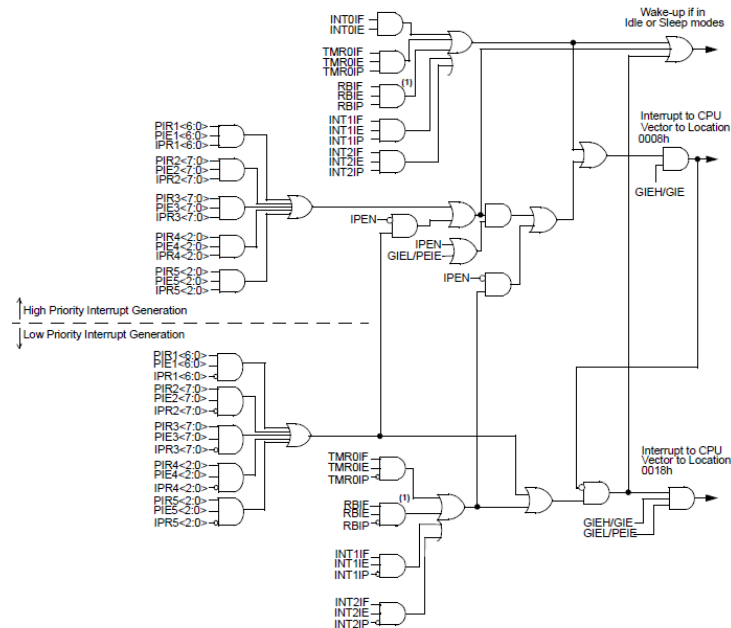 INT0IF
INT0IE
TMR0IF
TMR0IE
TMR0IP
RBIF
RBIE
RBIP
(1)
INT1IF
INT1IE
INT1IP
INT2IF
INT2IE
INT2IP
Wake-up if in
Idle or Sleep modes
Interrupt to CPU
Vector to Location
0008h
GIEH/GIE
PIR1<6:0>
PIE1<6:0>
IPR1<6:0>
PIR2<7:0>
PIE2<7:0>
IPR2<7:0>
PIR3<7:0>
PIE3<7:0>
IPR3<7:0>
PIR4<2:0>
PIE4<2:0>
IPR4<2:0>
PIR5<2:0>
PIE5<2:0>
IPR5<2:0>
IPEN
IPEN
GIEL/PEIE
IPEN
High Priority Interrupt Generation
Low Priority Interrupt Generation
PIR1<6:0>
PIE1<6:0>
IPR1<6:0>
PIR2<7:0>
PIE2<7:0>
IPR2<7:0>
PIR3<7:0>
PIE3<7:0>
IPR3<7:0>
PIR4<2:0>
PIE4<2:0>
IPR4<2:0>
PIR5<2:0>
PIE5<2:0>
IPR5<2:0>
TMR0IF
TMR0IE
TMR0IP
(1)
RBIF
RBIE
RBIP
INT1IF
INT1IE
INT1IP
INT2IF
INT2IE
INT2IP
Interrupt to CPU
Vector to Location
0018h
GIEH/GIE
GIEL/PEIE